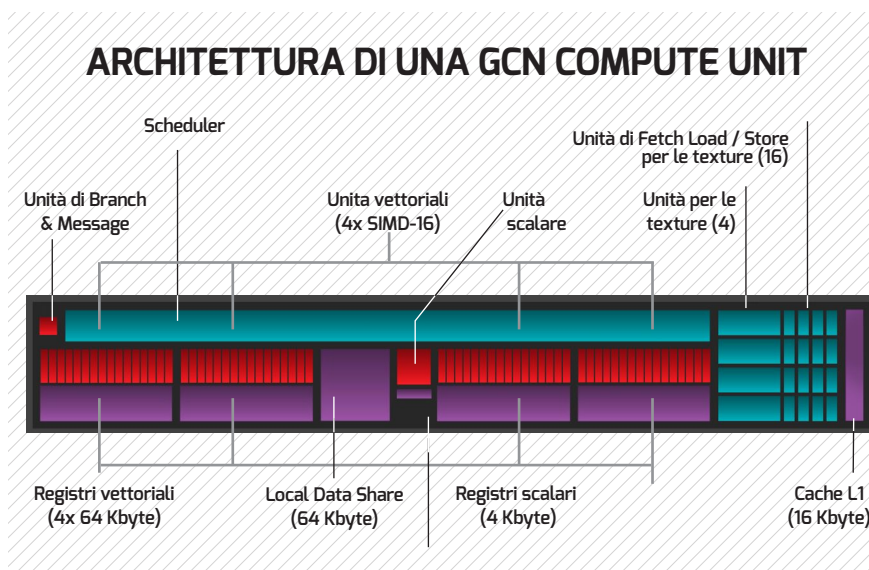 ARCHITETTURA DI UNA GCN COMPUTE UNIT
Scheduler
Unità di Fetch Load / Store
per le texture (16)
Unità di Branch
& Message
Unita vettoriali
(4x SIMD-16)
Unità
scalare
Unità per le
texture (4)
Registri vettoriali
(4x 64 Kbyte)
Local Data Share
(64 Kbyte)
Registri scalari
(4 Kbyte)
Cache L1
(16 Kbyte)